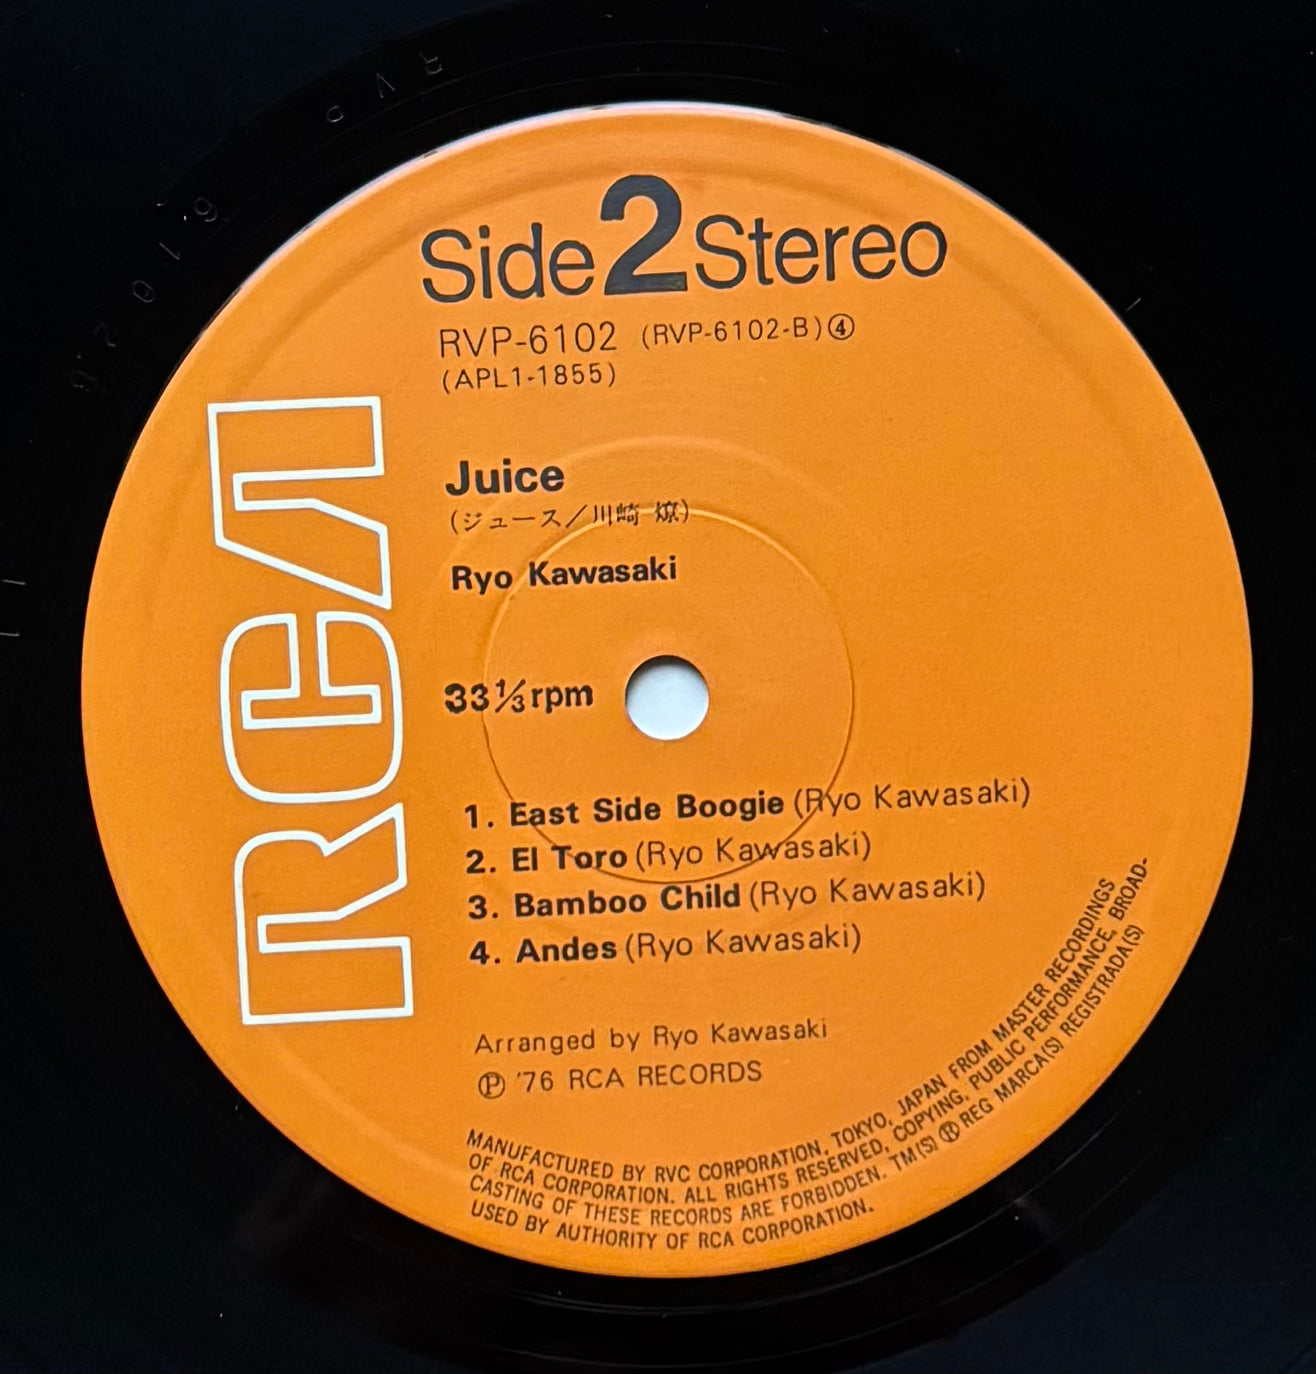 Side 2 Stereo
RVP-6102 (RVP-6102-B)④
(APL1-1855)
RCA
Juice
(ジュース／川崎 燎)
Ryo Kawasaki
33 1/3 rpm
1. East Side Boogie (Ryo Kawasaki)
2. El Toro (Ryo Kawasaki)
3. Bamboo Child (Ryo Kawasaki)
4. Andes (Ryo Kawasaki)
Arranged by Ryo Kawasaki
Ⓟ '76 RCA RECORDS
MANUFACTURED BY RVC CORPORATION, TOKYO, JAPAN FROM MASTER RECORDINGS
OF RCA CORPORATION. ALL RIGHTS RESERVED, COPYING, PUBLIC PERFORMANCE, BROAD-
CASTING OF THESE RECORDS ARE FORBIDDEN. TM(S) ® REG MARCA(S) REGISTRADA(S)
USED BY AUTHORITY OF RCA CORPORATION.